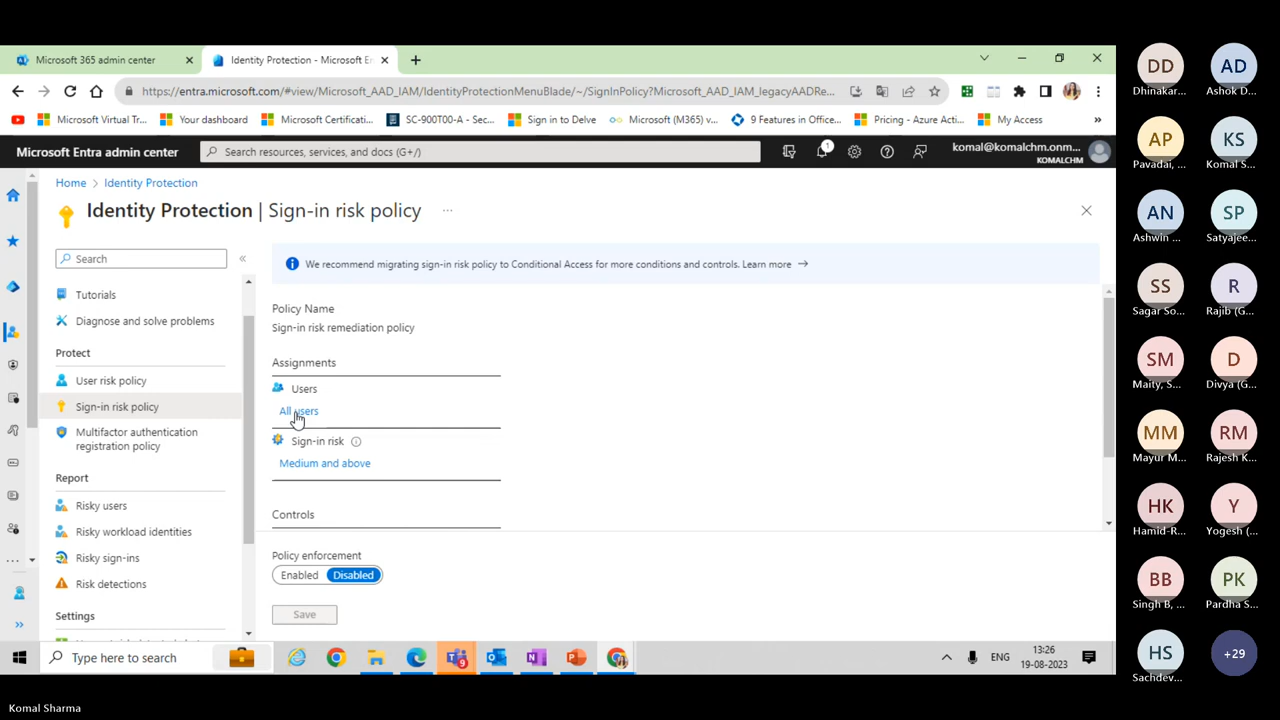 Microsoft 365 admin center
Identity Protection - Microsoft En
https://entra.microsoft.com/#view/Microsoft_AAD_IAM/IdentityProtectionMenuBlade/~/SignInPolicy?Microsoft_AAD_IAM_legacyAADRe...
Microsoft Virtual Tr...
Your dashboard
Microsoft Certificati...
SC-900T00-A - Sec...
Sign in to Delve
Microsoft (M365) v...
9 Features in Office...
Pricing - Azure Acti...
My Access
»
Microsoft Entra admin center
Search resources, services, and docs (G+/)
1
komal@komalchm.onm...
KOMALCHM
Home > Identity Protection
Identity Protection | Sign-in risk policy
...
Search
«
We recommend migrating sign-in risk policy to Conditional Access for more conditions and controls. Learn more →
Tutorials
Diagnose and solve problems
Protect
User risk policy
Sign-in risk policy
Multifactor authentication
registration policy
Report
Risky users
Risky workload identities
Risky sign-ins
Risk detections
Settings
Policy Name
Sign-in risk remediation policy
Assignments
Users
All users
Sign-in risk
Medium and above
Controls
Policy enforcement
Enabled
Disabled
Save
Type here to search
9
ENG
13:26
19-08-2023
DD
Dhinakar...
AD
Ashok D...
AP
Pavadai, ...
KS
Komal S...
AN
Ashwin ...
SP
Satyajee...
SS
Sagar So...
R
Rajib (G...
SM
Maity, S...
D
Divya (G...
MM
Mayur M...
RM
Rajesh K...
HK
Hamid-R...
Y
Yogesh (...
BB
Singh B, ...
PK
Pardha S...
HS
Sachdev...
+29
Komal Sharma